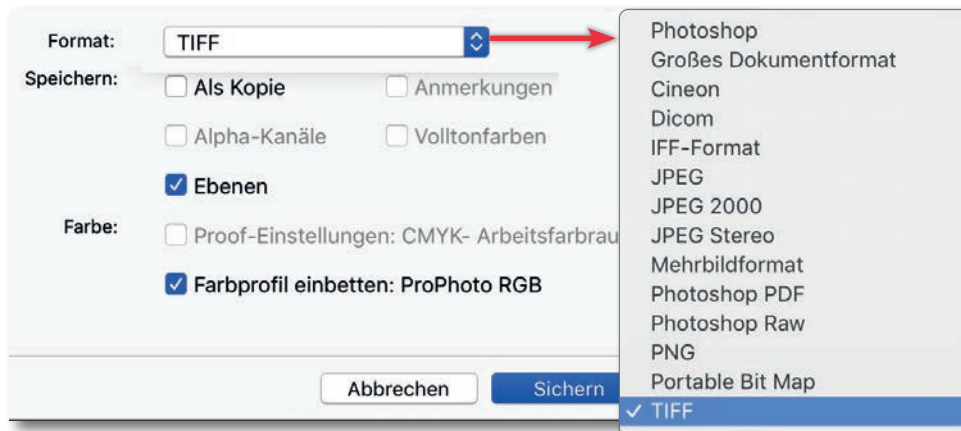 Format: TIFF
Speichern: Als Kopie Anmerkungen
Alpha-Kanäle Volltonfarben
Ebenen
Farbe: Proof-Einstellungen: CMYK- Arbeitsfarbrau
Farbprofil einbetten: ProPhoto RGB
Abbrechen Sichern
Photoshop
Großes Dokumentformat
Cineon
Dicom
IFF-Format
JPEG
JPEG 2000
JPEG Stereo
Mehrbildformat
Photoshop PDF
Photoshop Raw
PNG
Portable Bit Map
TIFF